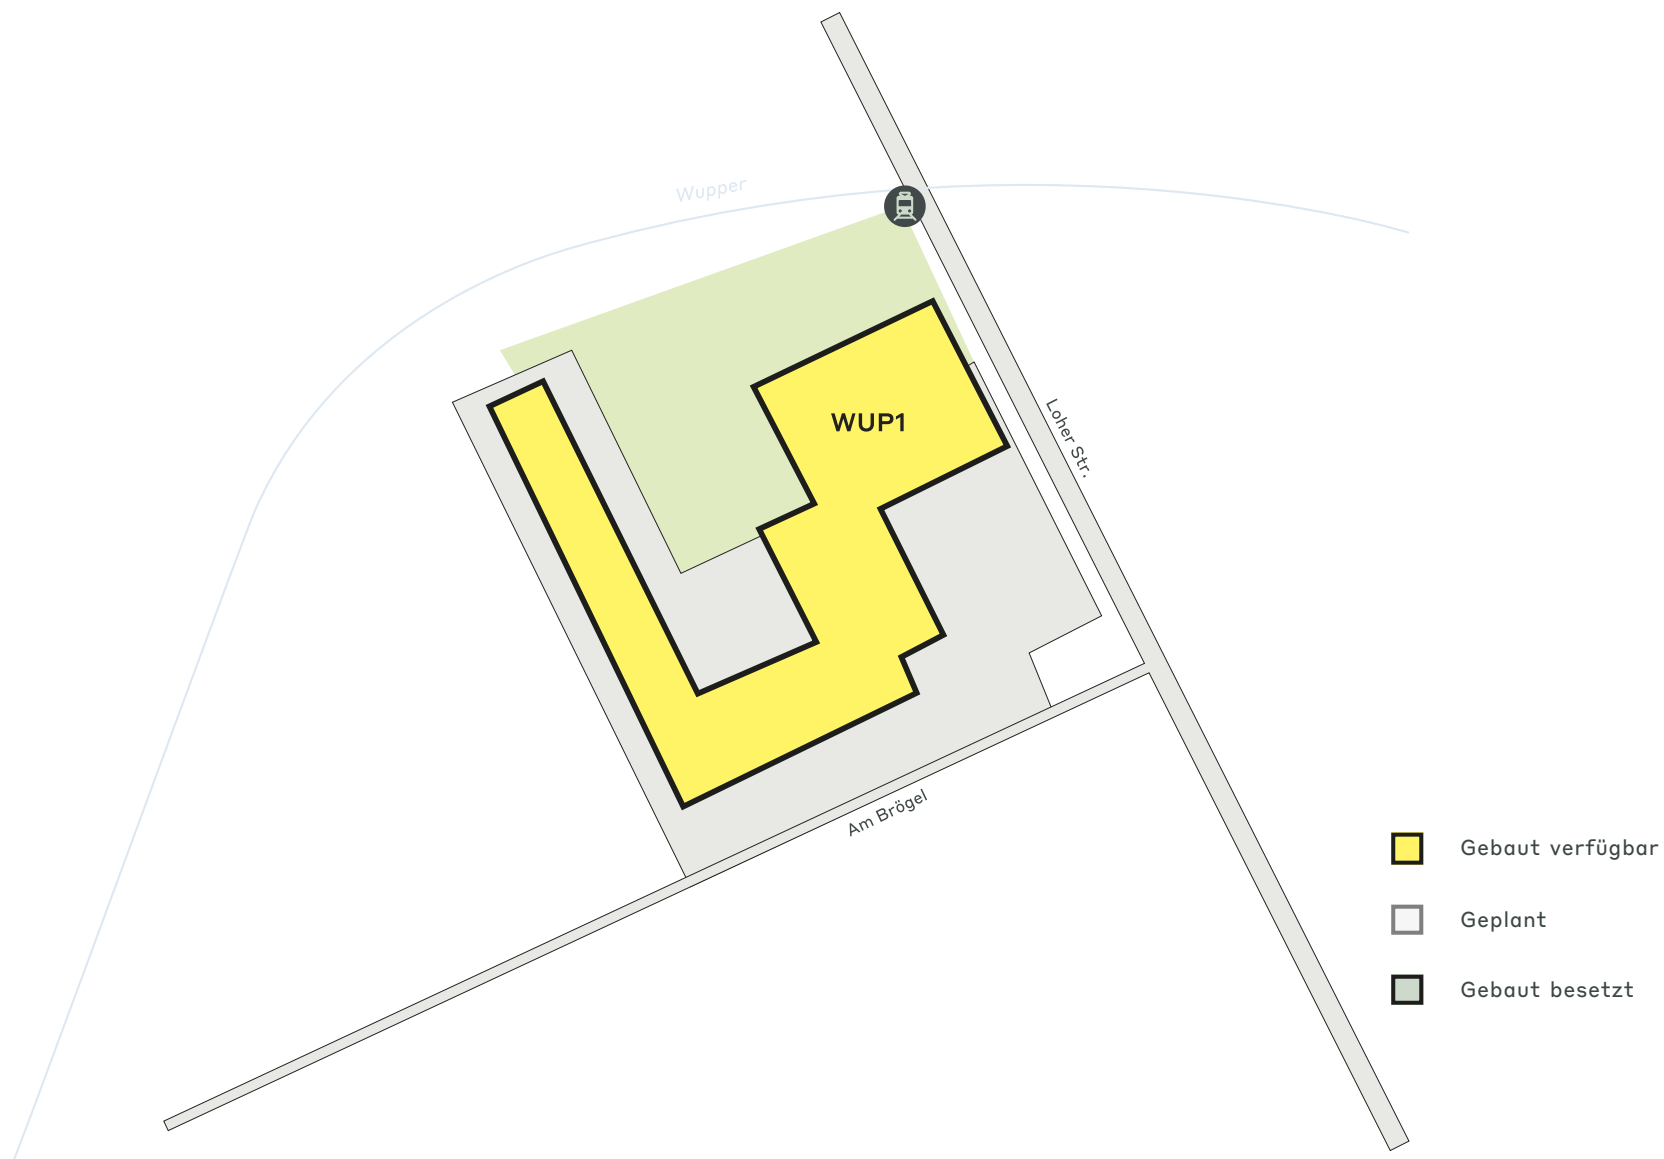 Wupper
WUP1
Loher Str.
Am Brögel
Gebaut verfügbar
Geplant
Gebaut besetzt